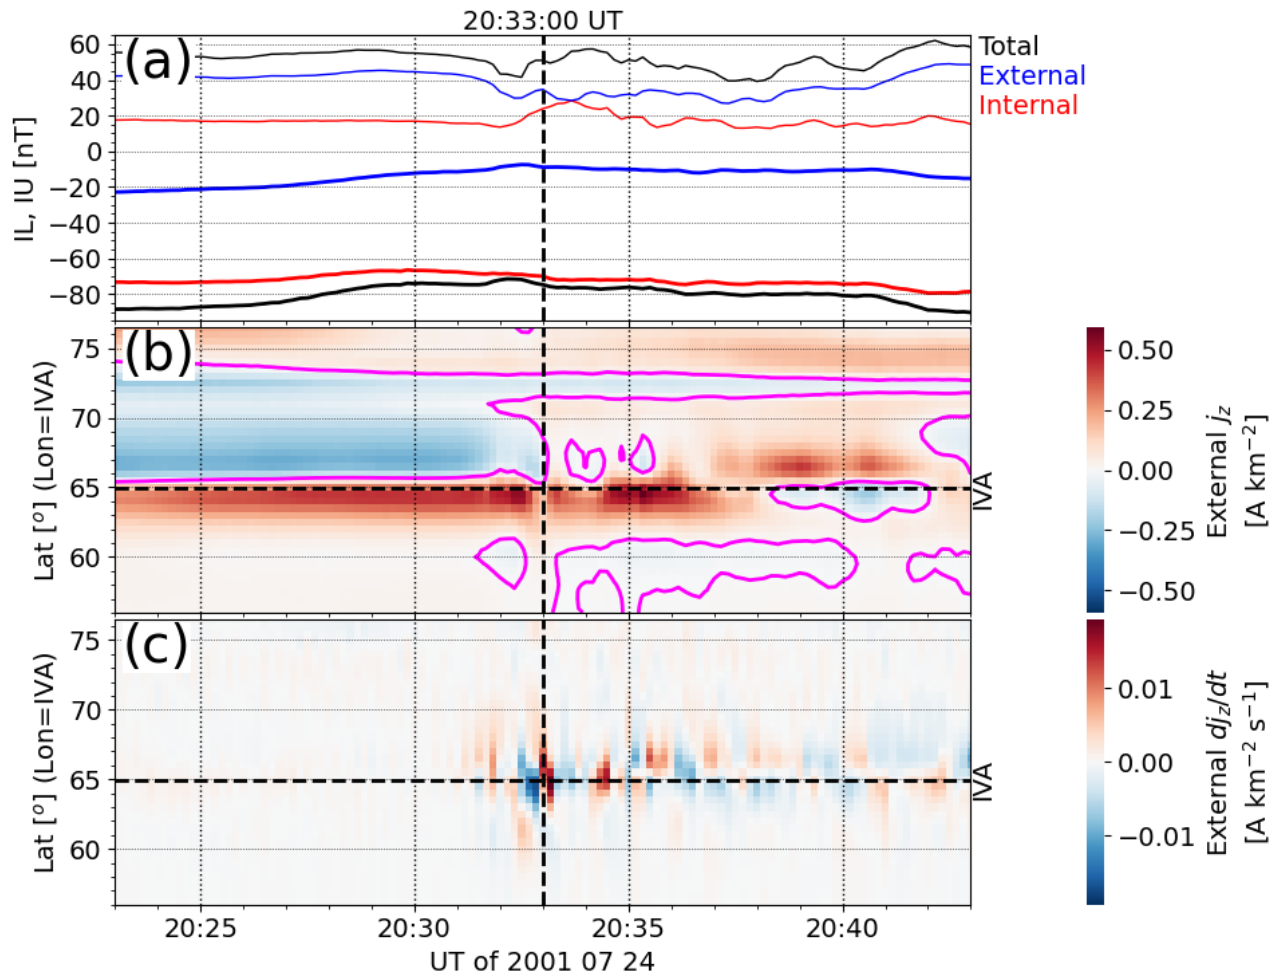 20:33:00 UT
(a)
60
40
20
0
−20
−40
−60
−80
IL, IU [nT]
Total
External
Internal
(b)
75
70
65
60
Lat [°] (Lon=IVA)
IVA
0.50
0.25
0.00
−0.25
−0.50
External j_z
[A km⁻²]
(c)
75
70
65
60
Lat [°] (Lon=IVA)
IVA
0.01
0.00
−0.01
External dj_z/dt
[A km⁻² s⁻¹]
20:25 20:30 20:35 20:40
UT of 2001 07 24